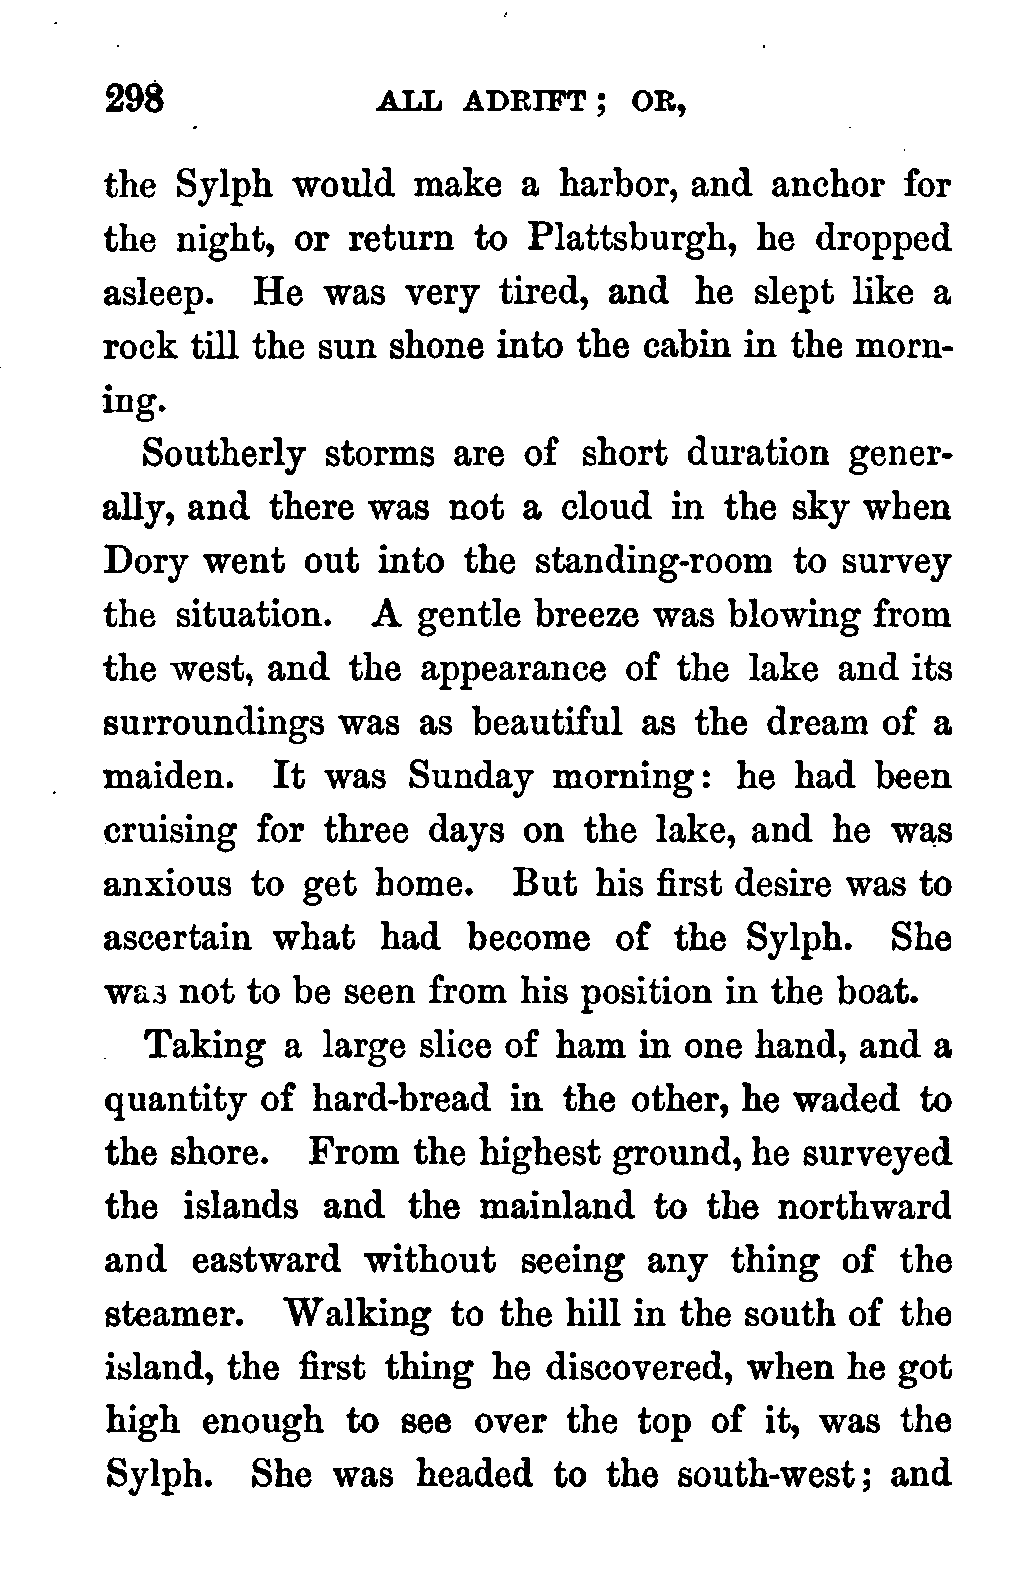 298 ALL ADRIFT; OR,
the Sylph would make a harbor, and anchor for
the night, or return to Plattsburgh, he dropped
asleep. He was very tired, and he slept like a
rock till the sun shone into the cabin in the morn-
ing.
Southerly storms are of short duration gener-
ally, and there was not a cloud in the sky when
Dory went out into the standing-room to survey
the situation. A gentle breeze was blowing from
the west, and the appearance of the lake and its
surroundings was as beautiful as the dream of a
maiden. It was Sunday morning: he had been
cruising for three days on the lake, and he was
anxious to get home. But his first desire was to
ascertain what had become of the Sylph. She
was not to be seen from his position in the boat.
Taking a large slice of ham in one hand, and a
quantity of hard-bread in the other, he waded to
the shore. From the highest ground, he surveyed
the islands and the mainland to the northward
and eastward without seeing any thing of the
steamer. Walking to the hill in the south of the
island, the first thing he discovered, when he got
high enough to see over the top of it, was the
Sylph. She was headed to the south-west; and